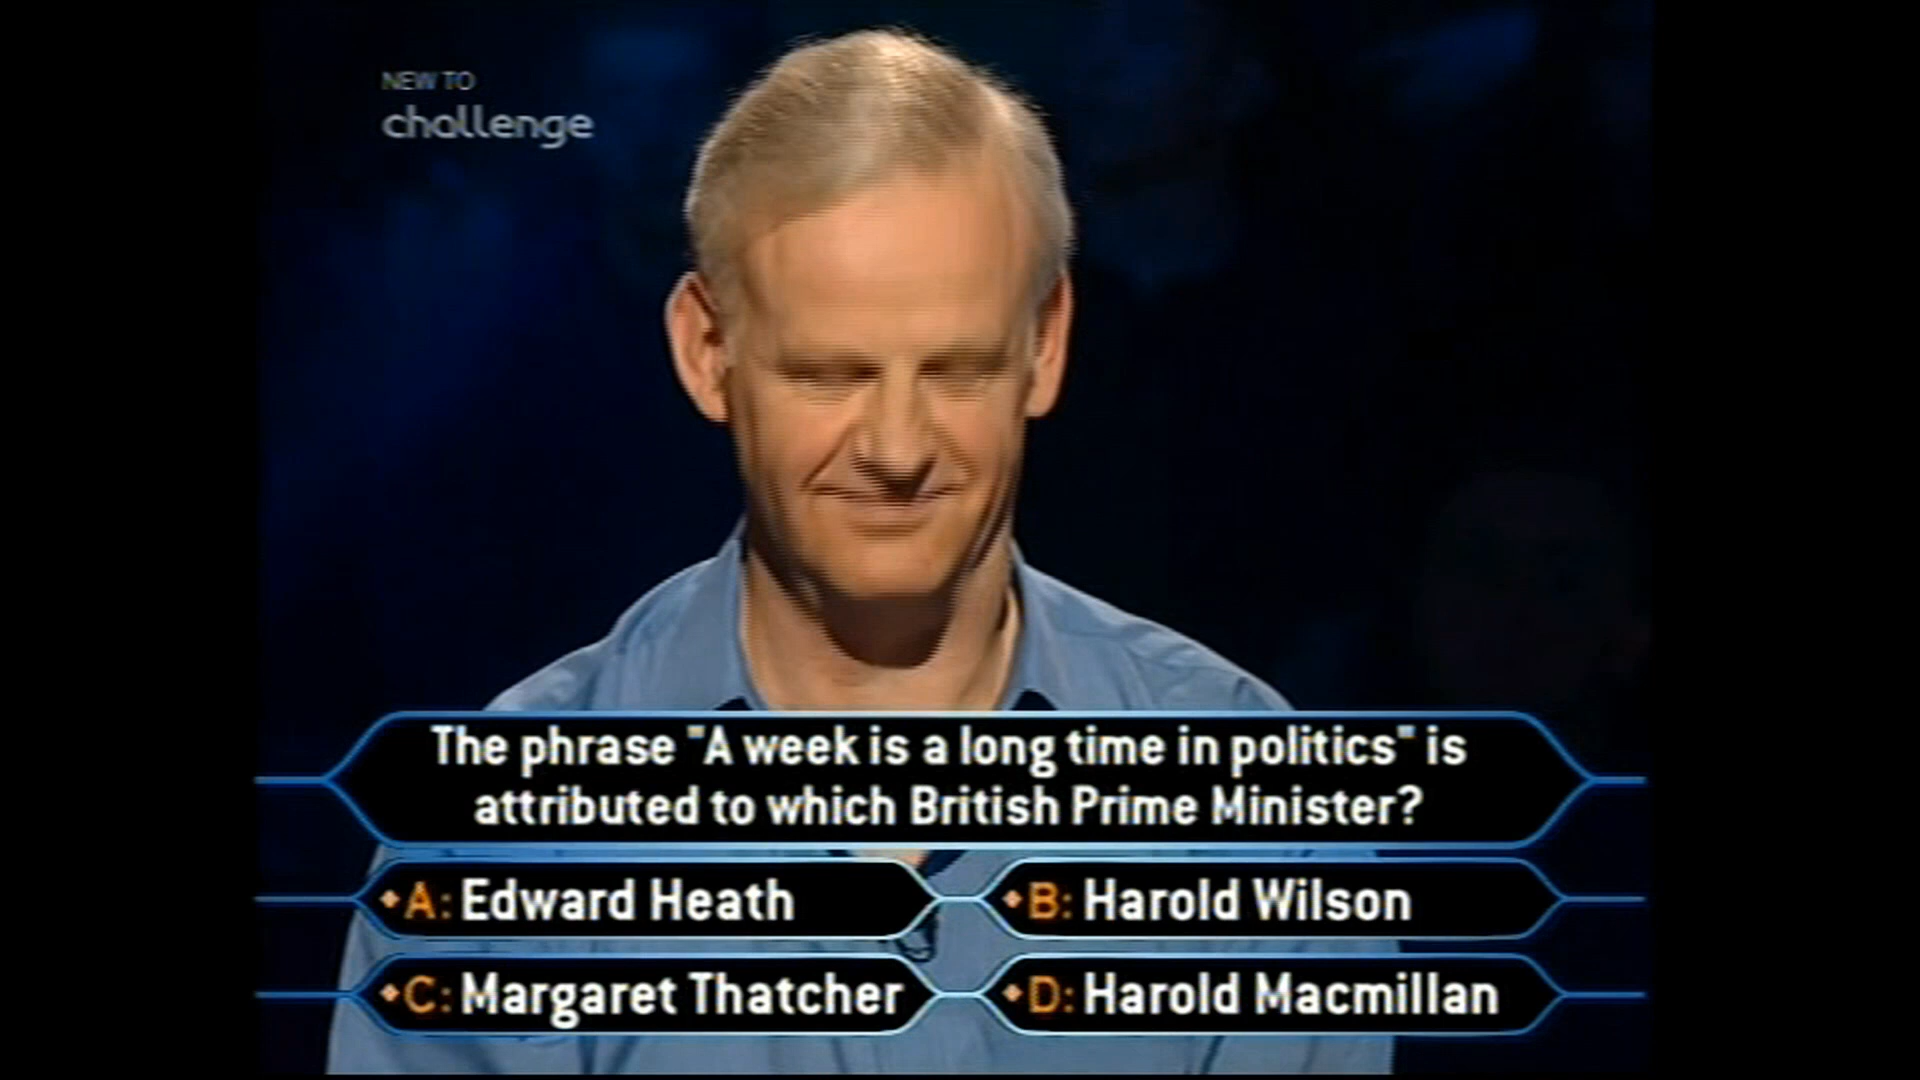 NEW TO
challenge
The phrase "A week is a long time in politics" is
attributed to which British Prime Minister?
A: Edward Heath
B: Harold Wilson
C: Margaret Thatcher
D: Harold Macmillan